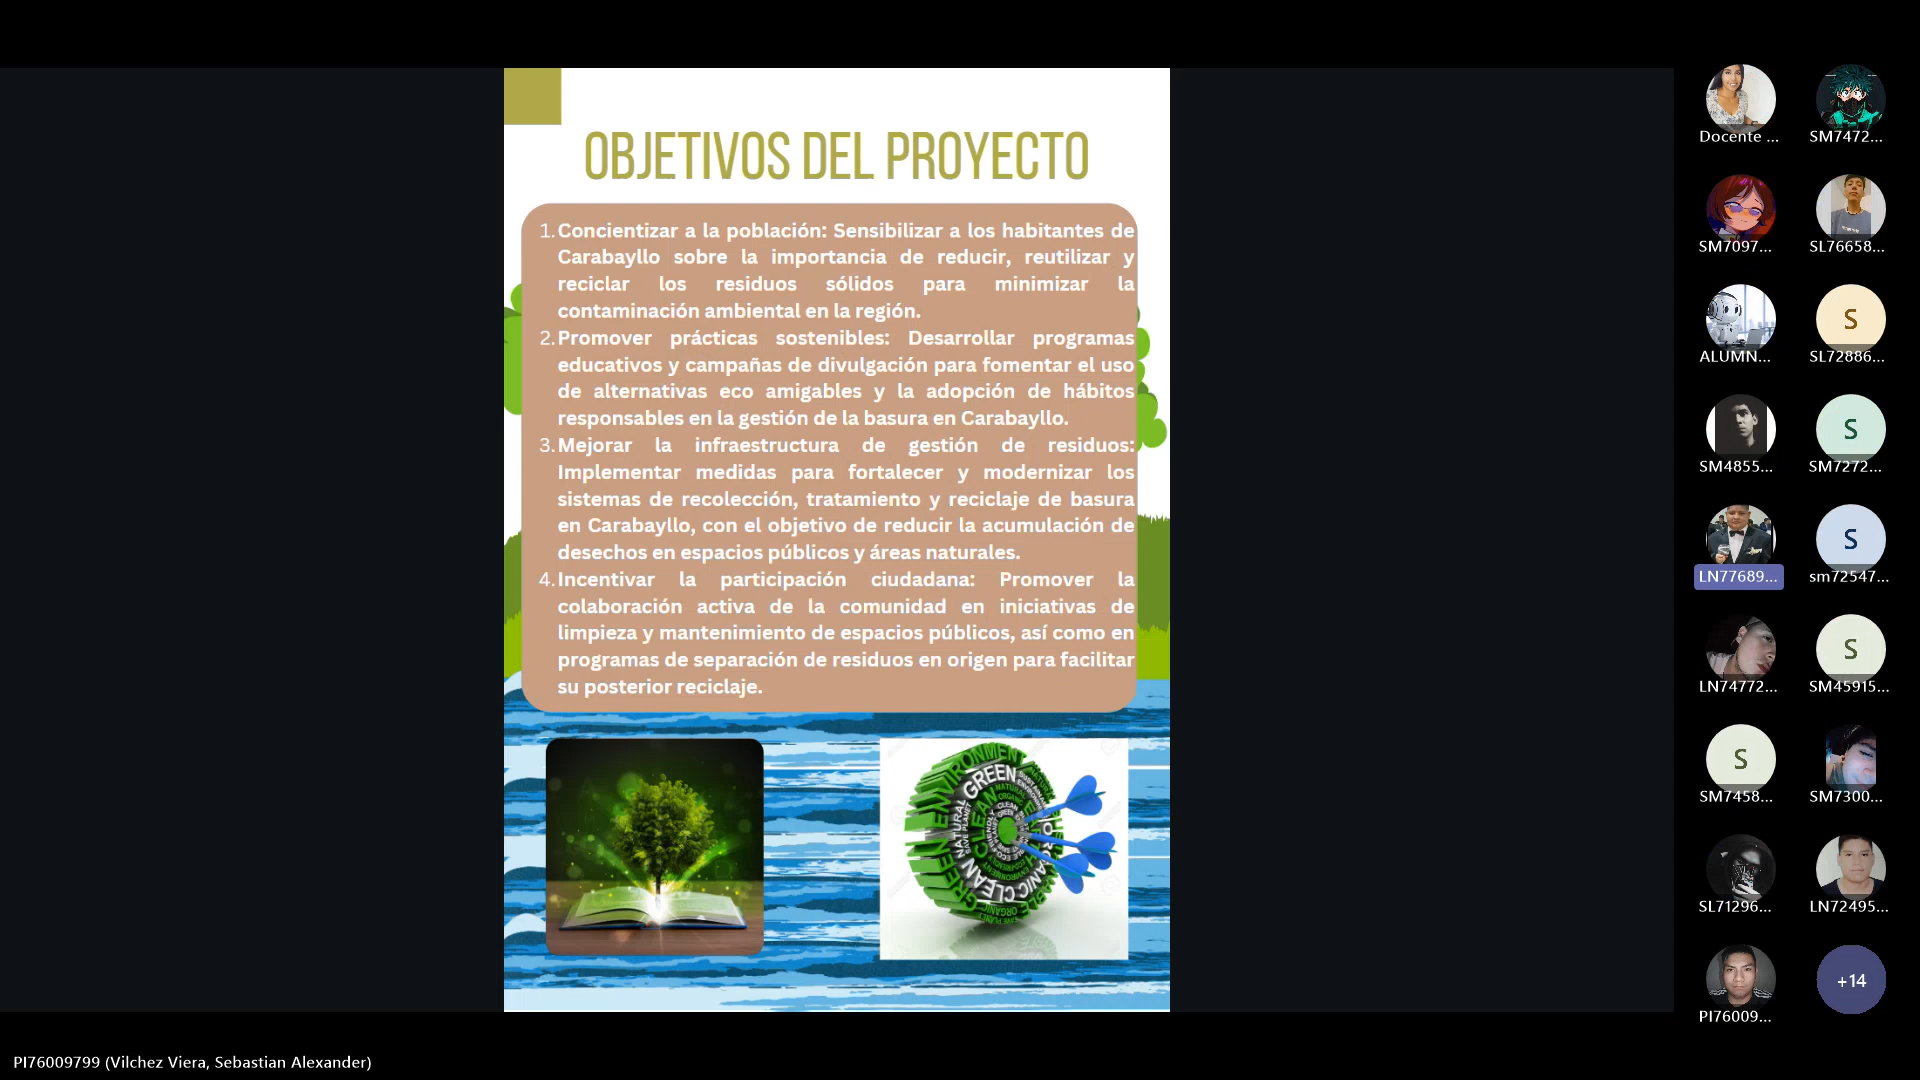 OBJETIVOS DEL PROYECTO
1. Concientizar a la población: Sensibilizar a los habitantes de
Carabayllo sobre la importancia de reducir, reutilizar y
reciclar los residuos sólidos para minimizar la
contaminación ambiental en la región.
2. Promover prácticas sostenibles: Desarrollar programas
educativos y campañas de divulgación para fomentar el uso
de alternativas eco amigables y la adopción de hábitos
responsables en la gestión de la basura en Carabayllo.
3. Mejorar la infraestructura de gestión de residuos:
Implementar medidas para fortalecer y modernizar los
sistemas de recolección, tratamiento y reciclaje de basura
en Carabayllo, con el objetivo de reducir la acumulación de
desechos en espacios públicos y áreas naturales.
4. Incentivar la participación ciudadana: Promover la
colaboración activa de la comunidad en iniciativas de
limpieza y mantenimiento de espacios públicos, así como en
programas de separación de residuos en origen para facilitar
su posterior reciclaje.
GREEN ENVIRONMENT
NATURAL GREEN
CLEAN
ORGANIC CLEAN
ORGANIC
Docente ...
SM7472...
SM7097...
SL76658...
ALUMN...
S
SL72886...
SM4855...
S
SM7272...
LN77689...
S
sm72547...
LN74772...
S
SM45915...
S
SM7458...
SM7300...
SL71296...
LN72495...
PI76009...
+14
PI76009799 (Vilchez Viera, Sebastian Alexander)